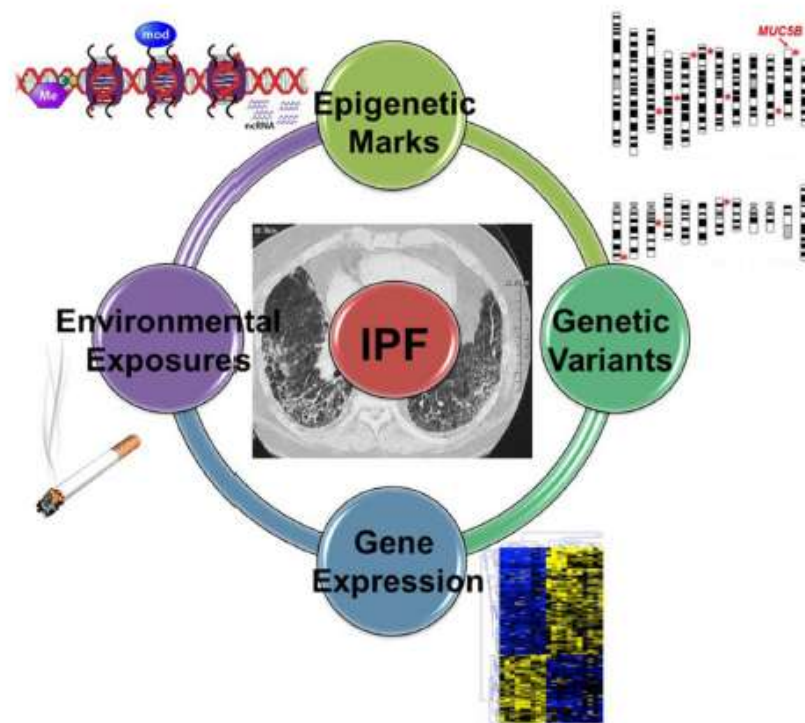 mod
Me
ncRNA
MUC5B
Epigenetic
Marks
Environmental
Exposures
IPF
Genetic
Variants
Gene
Expression